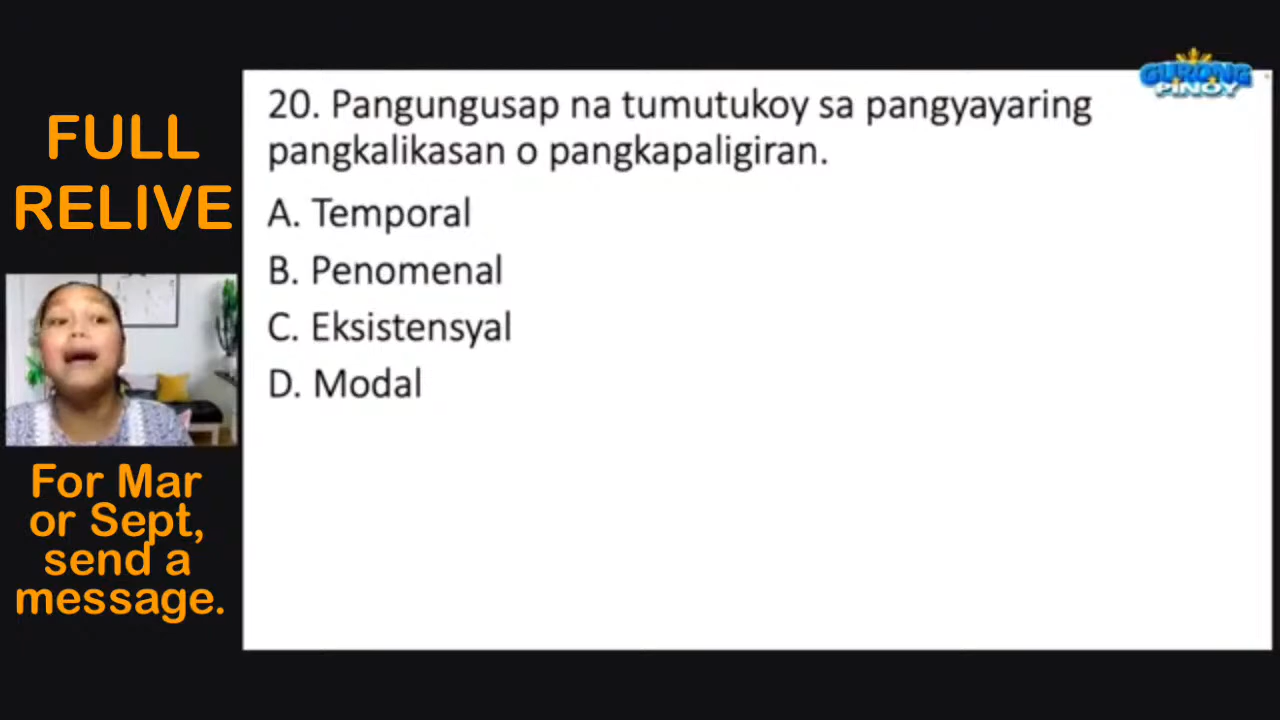 FULL
RELIVE
For Mar
or Sept,
send a
message.
GURONG
PINOY
20. Pangungusap na tumutukoy sa pangyayaring
pangkalikasan o pangkapaligiran.
A. Temporal
B. Penomenal
C. Eksistensyal
D. Modal